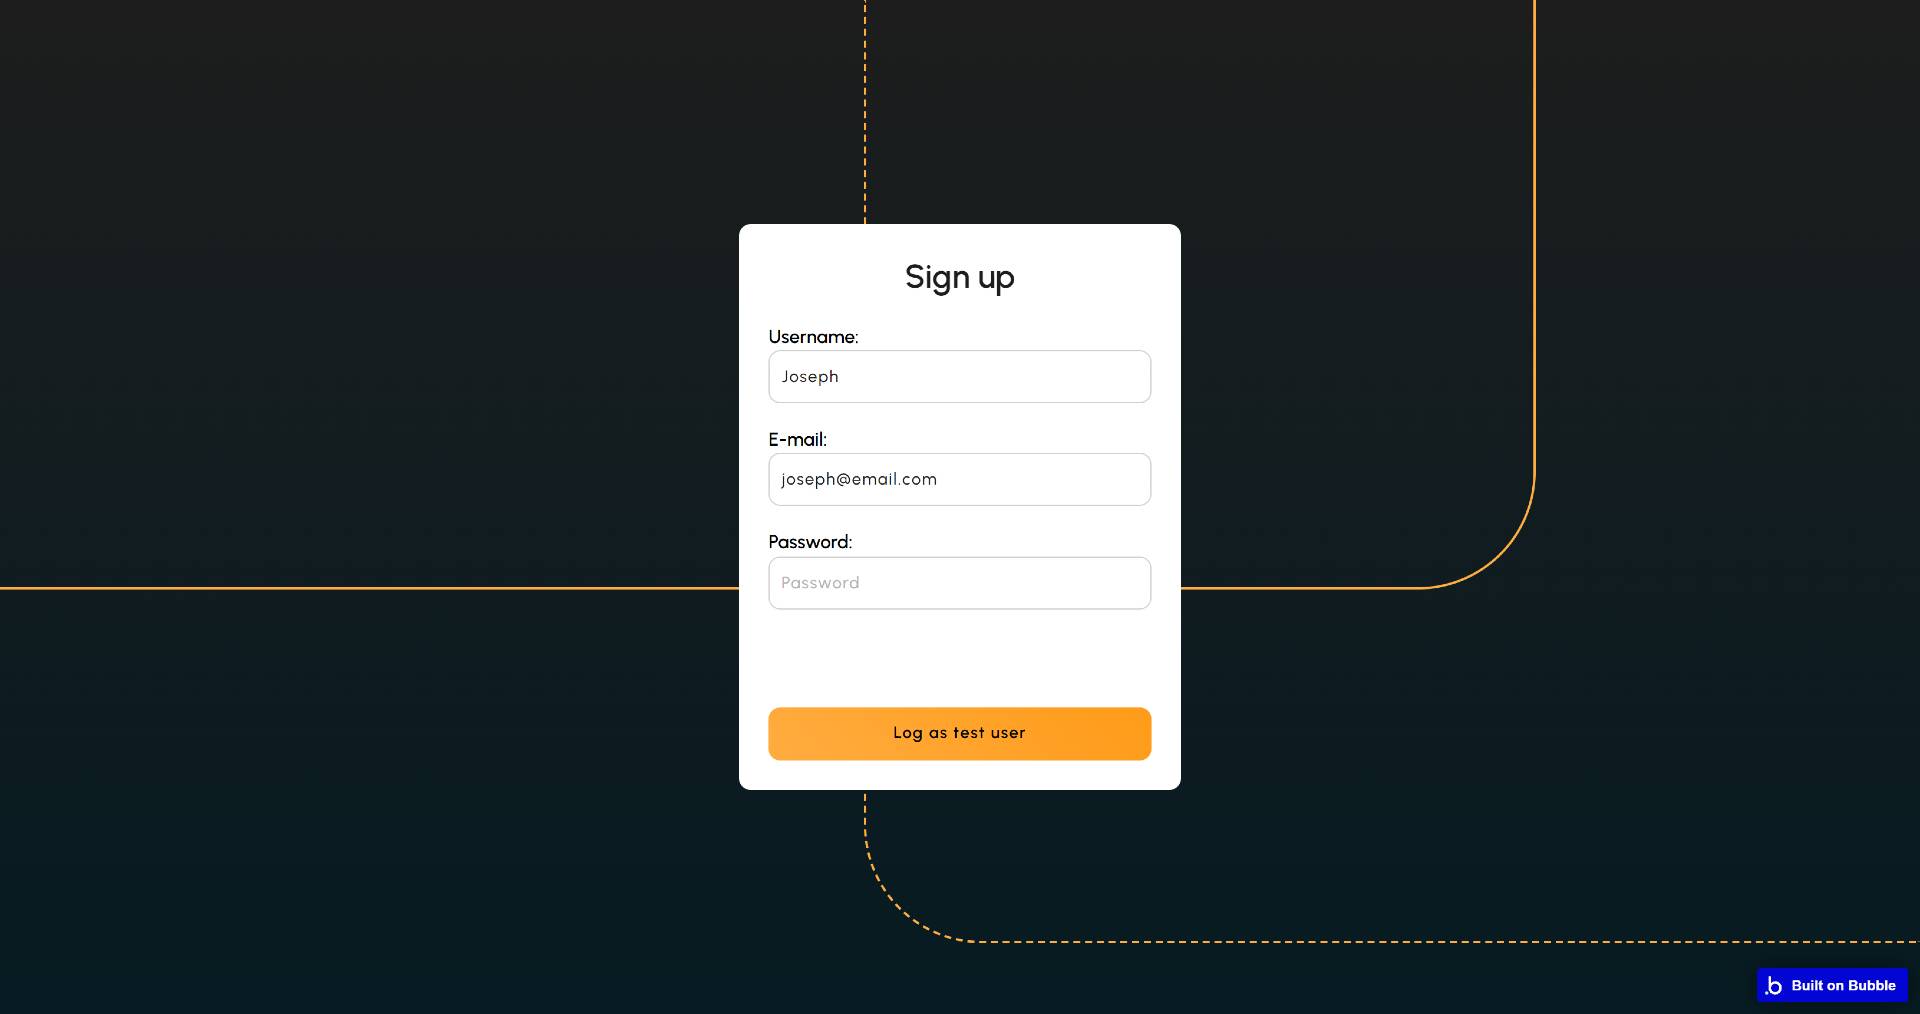 Sign up
Username:
Joseph
E-mail:
joseph@email.com
Password:
Password
Log as test user
Built on Bubble